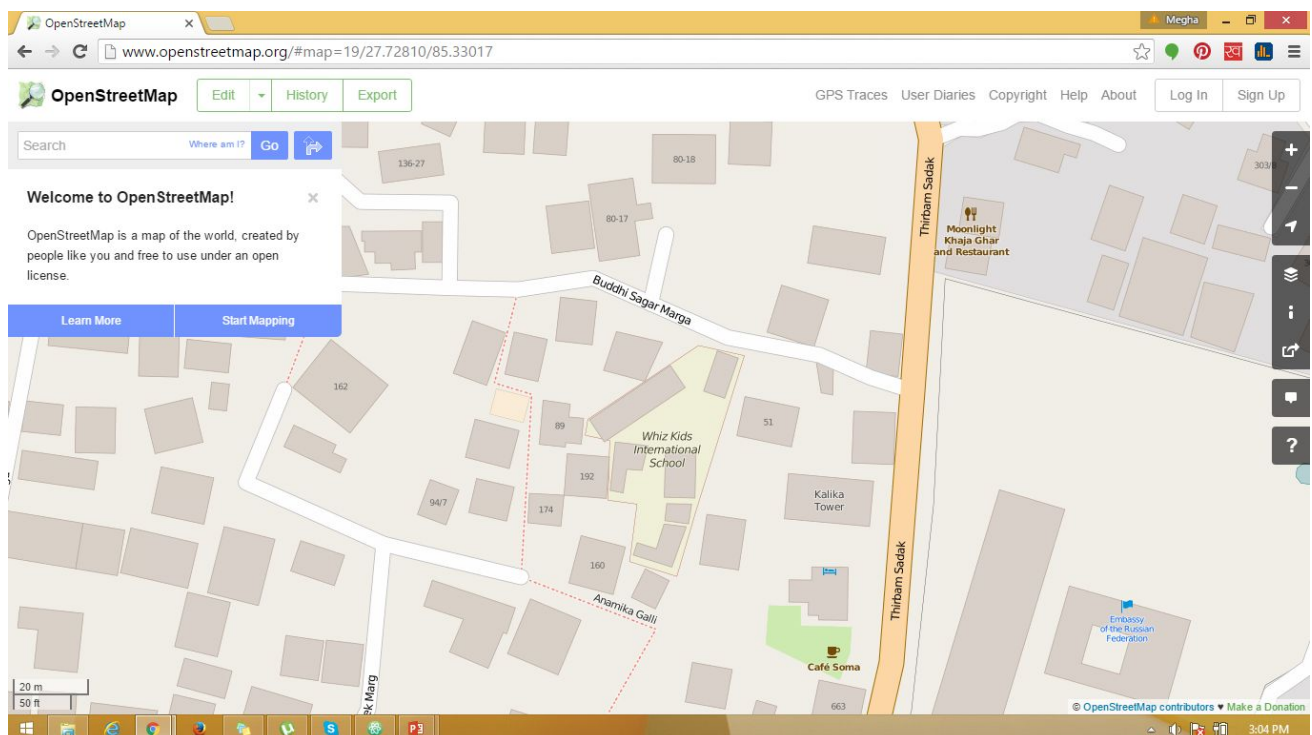 OpenStreetMap
Megha
www.openstreetmap.org/#map=19/27.72810/85.33017
OpenStreetMap
Edit
History
Export
GPS Traces
User Diaries
Copyright
Help
About
Log In
Sign Up
Search
Where am I?
Go
Welcome to OpenStreetMap!
OpenStreetMap is a map of the world, created by
people like you and free to use under an open
license.
Learn More
Start Mapping
136-27
80-18
80-17
Thirbam Sadak
Moonlight
Khaja Ghar
and Restaurant
Buddhi Sagar Marga
162
89
51
Whiz Kids
International
School
192
94/7
174
Kalika
Tower
160
Anamika Galli
Thirbam Sadak
Embassy
of the Russian
Federation
Café Soma
663
20 m
50 ft
© OpenStreetMap contributors ♥ Make a Donation
3:04 PM